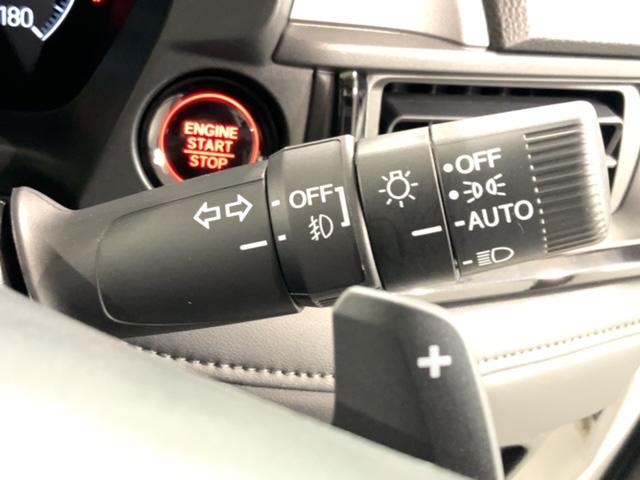 180
ENGINE
START
STOP
OFF
OFF
AUTO
+